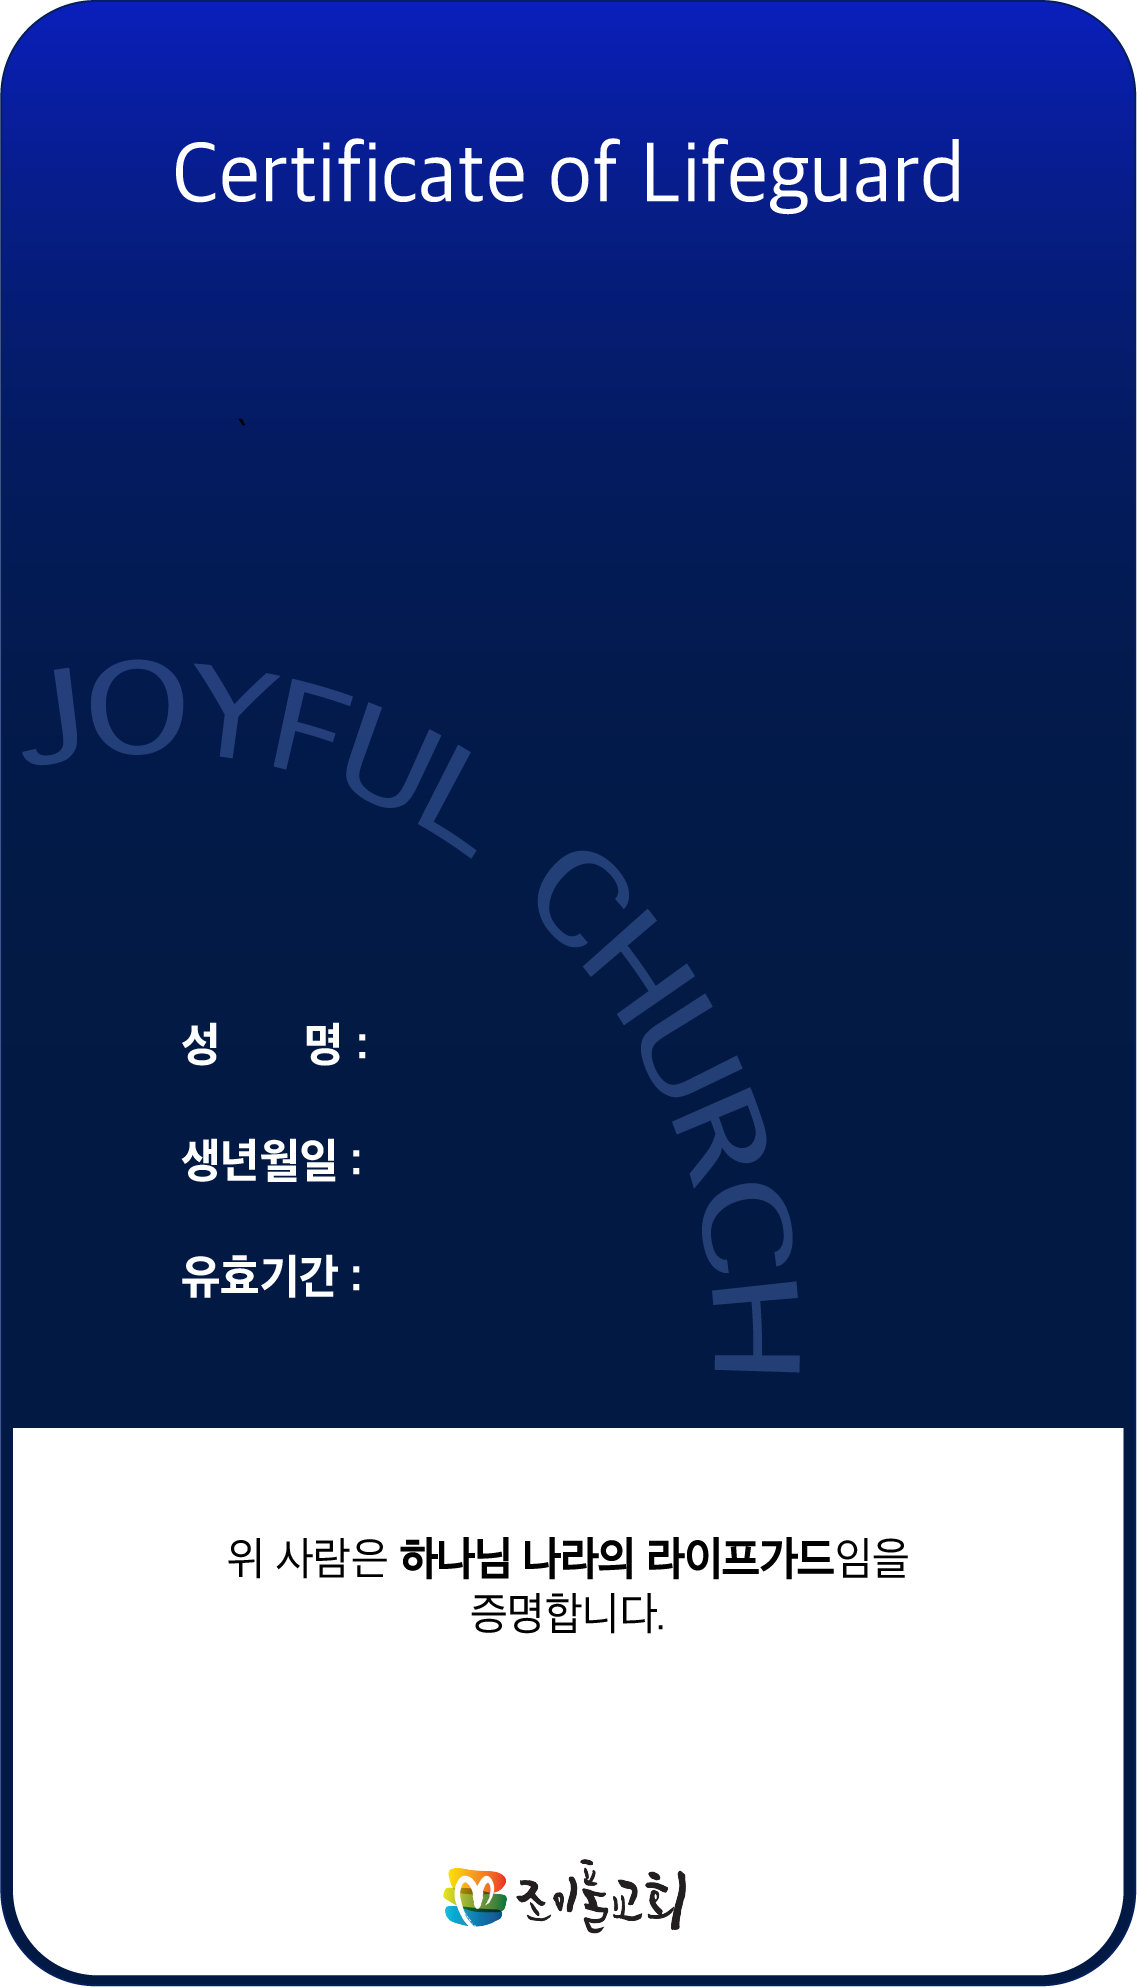 Certificate of Lifeguard
`
JOYFUL CHURCH
성 명 :
생년월일 :
유효기간 :
위 사람은 하나님 나라의 라이프가드임을
증명합니다.
조이풀교회